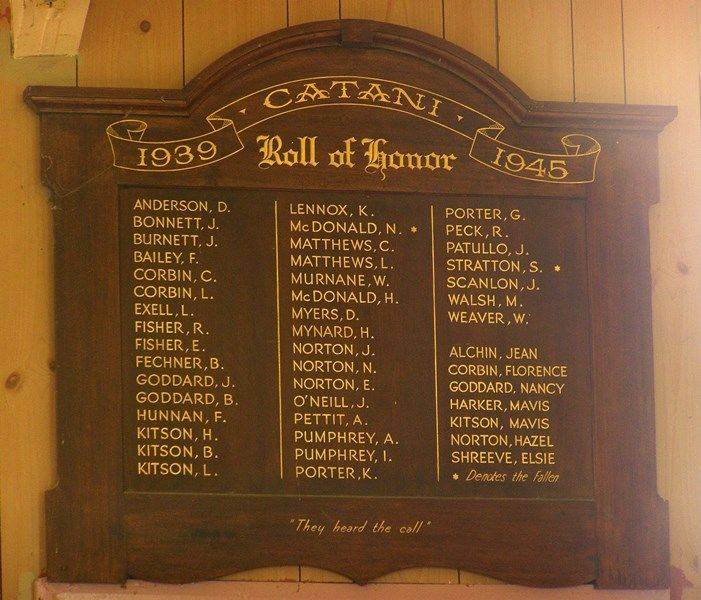 CATANI
1939
Roll of Honor
1945
ANDERSON, D.
BONNETT, J.
BURNETT, J.
BAILEY, F.
CORBIN, C.
CORBIN, L.
EXELL, L.
FISHER, R.
FISHER, E.
FECHNER, B.
GODDARD, J.
GODDARD, B.
HUNNAN, F.
KITSON, H.
KITSON, B.
KITSON, L.
LENNOX, K.
McDONALD, N. *
MATTHEWS, C.
MATTHEWS, L.
MURNANE, W.
McDONALD, H.
MYERS, D.
MYNARD, H.
NORTON, J.
NORTON, N.
NORTON, E.
O'NEILL, J.
PETTIT, A.
PUMPHREY, A.
PUMPHREY, I.
PORTER, K.
PORTER, G.
PECK, R.
PATULLO, J.
STRATTON, S. *
SCANLON, J.
WALSH, M.
WEAVER, W.
ALCHIN, JEAN
CORBIN, FLORENCE
GODDARD, NANCY
HARKER, MAVIS
KITSON, MAVIS
NORTON, HAZEL
SHREEVE, ELSIE
* Denotes the Fallen
"They heard the call"